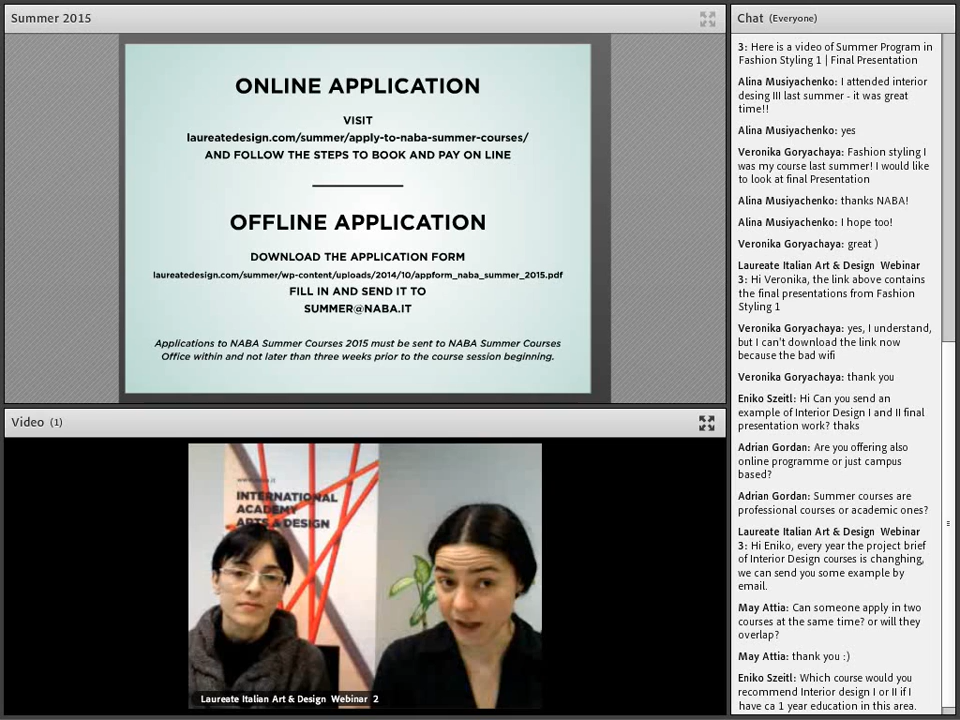 Summer 2015
ONLINE APPLICATION
VISIT
laureatedesign.com/summer/apply-to-naba-summer-courses/
AND FOLLOW THE STEPS TO BOOK AND PAY ON LINE
OFFLINE APPLICATION
DOWNLOAD THE APPLICATION FORM
laureatedesign.com/summer/wp-content/uploads/2014/10/appform_naba_summer_2015.pdf
FILL IN AND SEND IT TO
SUMMER@NABA.IT
Applications to NABA Summer Courses 2015 must be sent to NABA Summer Courses
Office within and not later than three weeks prior to the course session beginning.
Video (1)
INTERNATIONAL
ACADEMY
ARTS & DESIGN
Laureate Italian Art & Design Webinar 2
Chat (Everyone)
3: Here is a video of Summer Program in
Fashion Styling 1 | Final Presentation
Alina Musiyachenko: I attended interior
desing III last summer - it was great
time!!
Alina Musiyachenko: yes
Veronika Goryachaya: Fashion styling I
was my course last summer! I would like
to look at final Presentation
Alina Musiyachenko: thanks NABA!
Alina Musiyachenko: I hope too!
Veronika Goryachaya: great )
Laureate Italian Art & Design Webinar
3: Hi Veronika, the link above contains
the final presentations from Fashion
Styling 1
Veronika Goryachaya: yes, I understand,
but I can't download the link now
because the bad wifi
Veronika Goryachaya: thank you
Eniko Szeitl: Hi Can you send an
example of Interior Design I and II final
presentation work? thaks
Adrian Gordan: Are you offering also
online programme or just campus
based?
Adrian Gordan: Summer courses are
professional courses or academic ones?
Laureate Italian Art & Design Webinar
3: Hi Eniko, every year the project brief
of Interior Design courses is changhing,
we can send you some example by
email.
May Attia: Can someone apply in two
courses at the same time? or will they
overlap?
May Attia: thank you :)
Eniko Szeitl: Which course would you
recommend Interior design I or II if I
have ca 1 year education in this area.